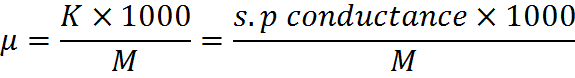 μ = K × 1000 / M = s.p conductance × 1000 / M